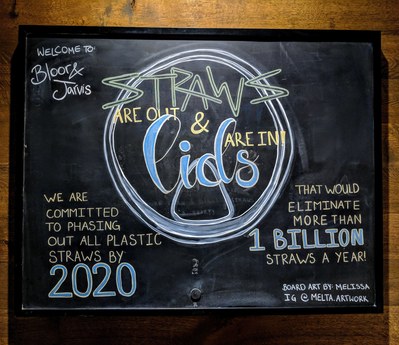 WELCOME TO:
Bloor &
Jarvis
STRAWS
ARE OUT
&
lids
ARE IN!!
WE ARE
COMMITTED
TO PHASING
OUT ALL PLASTIC
STRAWS BY
2020
THAT WOULD
ELIMINATE
MORE THAN
1 BILLION
STRAWS A YEAR!
BOARD ART BY: MELISSA
IG @ MELTA.ARTWORK